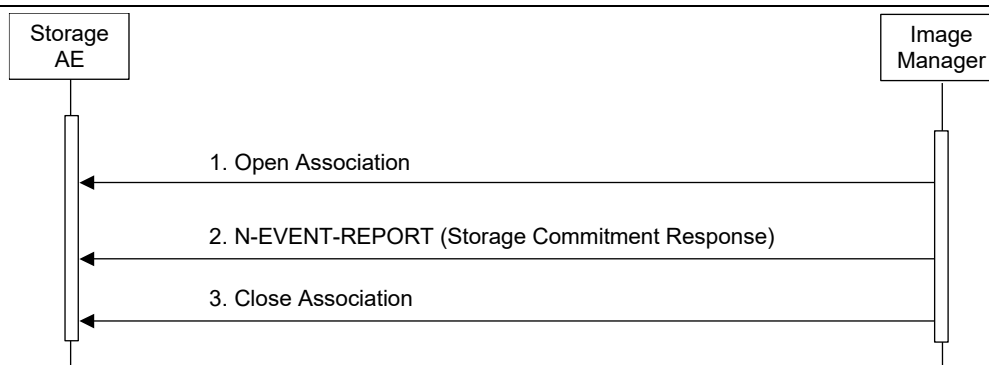 Storage
AE
Image
Manager
1. Open Association
2. N-EVENT-REPORT (Storage Commitment Response)
3. Close Association